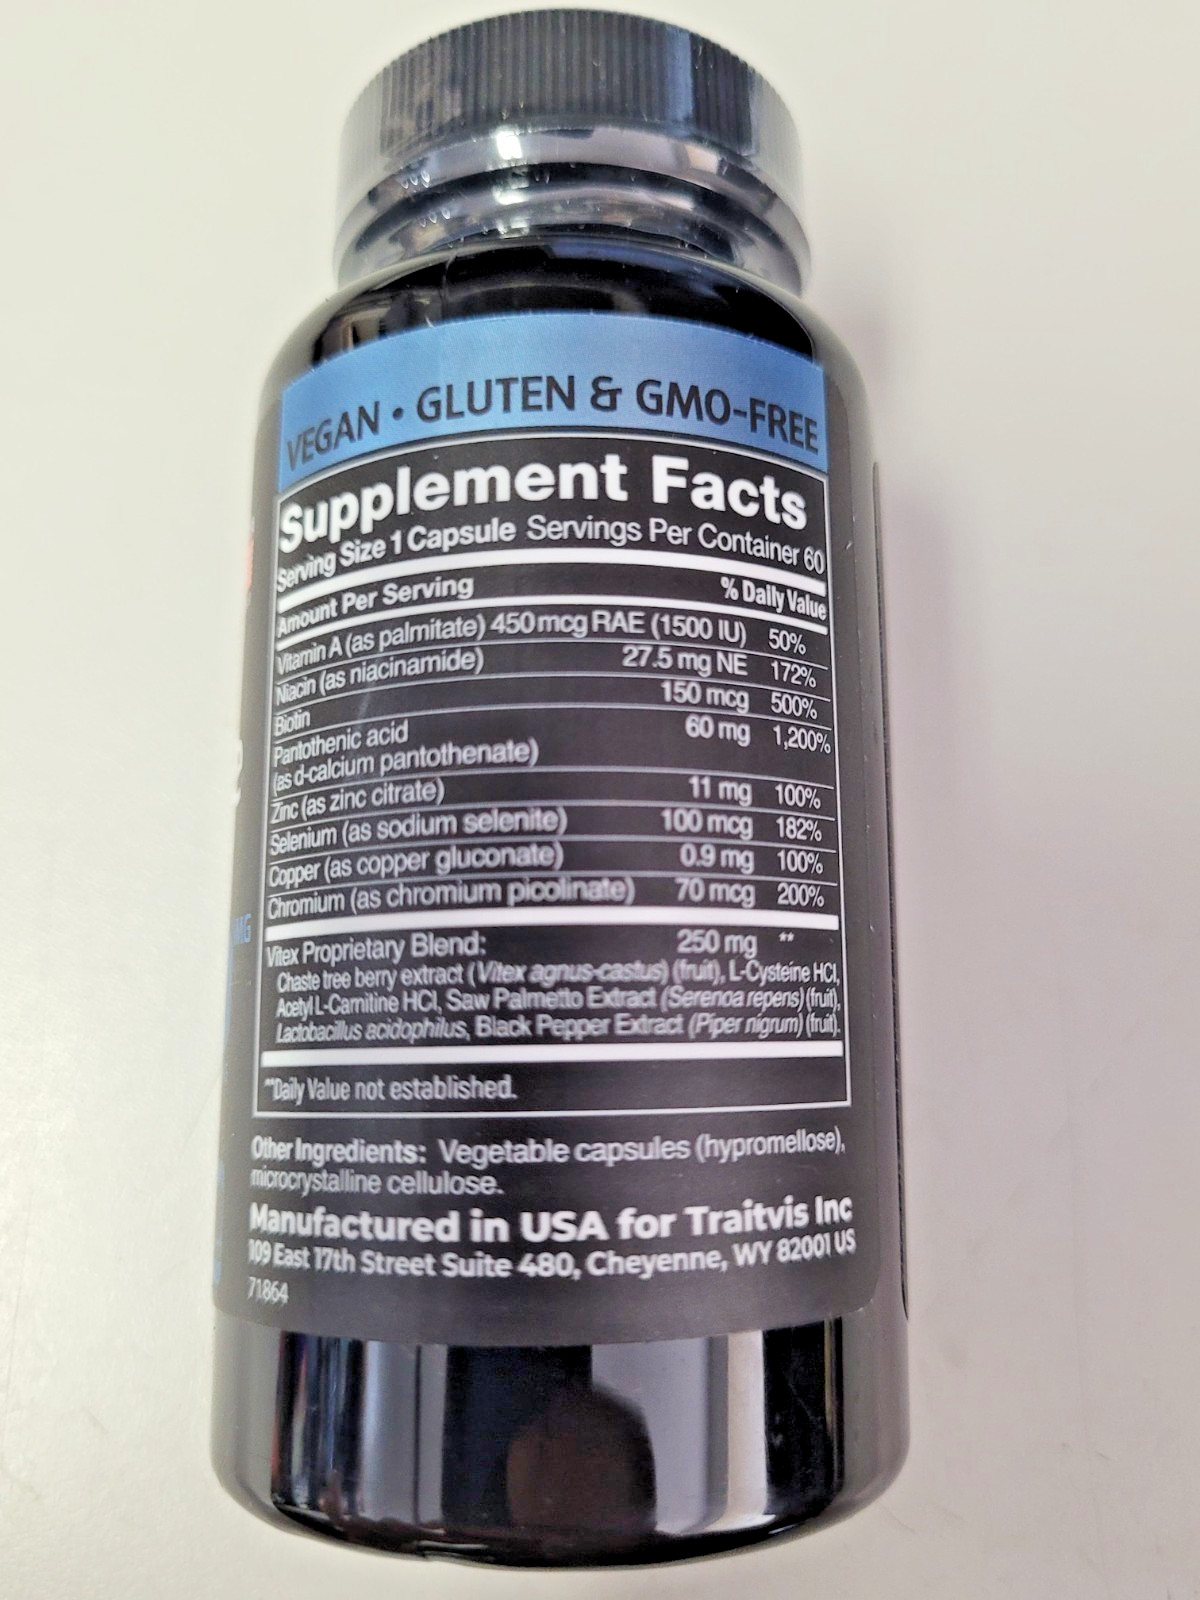 VEGAN • GLUTEN & GMO-FREE
Supplement Facts
Serving Size 1 Capsule Servings Per Container 60
Amount Per Serving % Daily Value
Vitamin A (as palmitate) 450 mcg RAE (1500 IU) 50%
Niacin (as niacinamide) 27.5 mg NE 172%
Biotin 150 mcg 500%
Pantothenic acid 60 mg 1,200%
(as d-calcium pantothenate)
Zinc (as zinc citrate) 11 mg 100%
Selenium (as sodium selenite) 100 mcg 182%
Copper (as copper gluconate) 0.9 mg 100%
Chromium (as chromium picolinate) 70 mcg 200%
Vitex Proprietary Blend: 250 mg **
Chaste tree berry extract (Vitex agnus-castus) (fruit), L-Cysteine HCl,
Acetyl L-Carnitine HCl, Saw Palmetto Extract (Serenoa repens) (fruit),
Lactobacillus acidophilus, Black Pepper Extract (Piper nigrum) (fruit).
**Daily Value not established.
Other Ingredients: Vegetable capsules (hypromellose),
microcrystalline cellulose.
Manufactured in USA for Traitvis Inc
109 East 17th Street Suite 480, Cheyenne, WY 82001 US
71864
MG